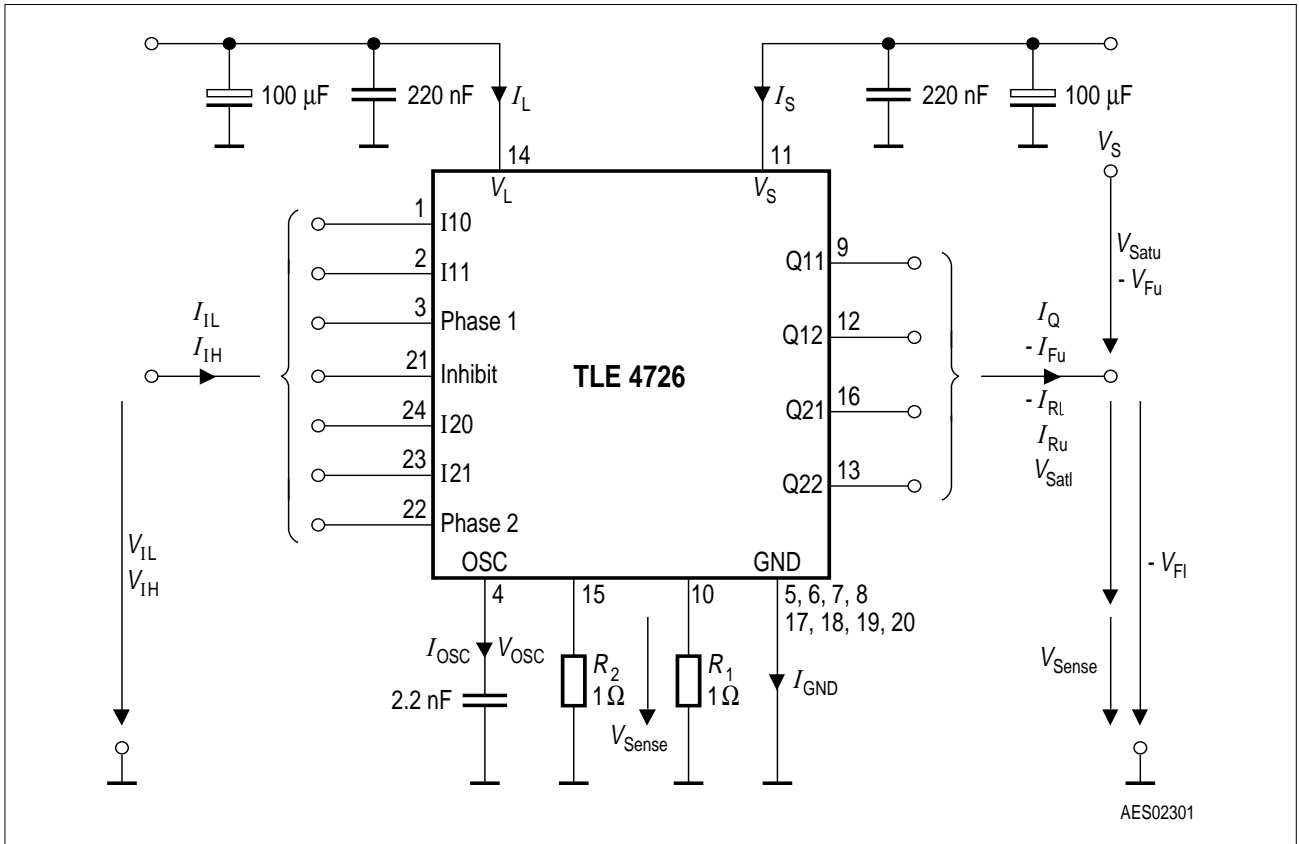 100 µF
220 nF
I_L
I_S
220 nF
100 µF
V_S
14
11
V_L
V_S
1
I10
2
I11
3
Phase 1
21
Inhibit
24
I20
23
I21
22
Phase 2
I_IL
I_IH
V_IL
V_IH
TLE 4726
Q11
9
Q12
12
Q21
16
Q22
13
V_Satu
- V_Fu
I_Q
- I_Fu
- I_Rl
I_Ru
V_Satl
- V_Fl
V_Sense
OSC
GND
4
15
10
5, 6, 7, 8
17, 18, 19, 20
I_OSC
V_OSC
2.2 nF
R_2
1 Ω
V_Sense
R_1
1 Ω
I_GND
AES02301